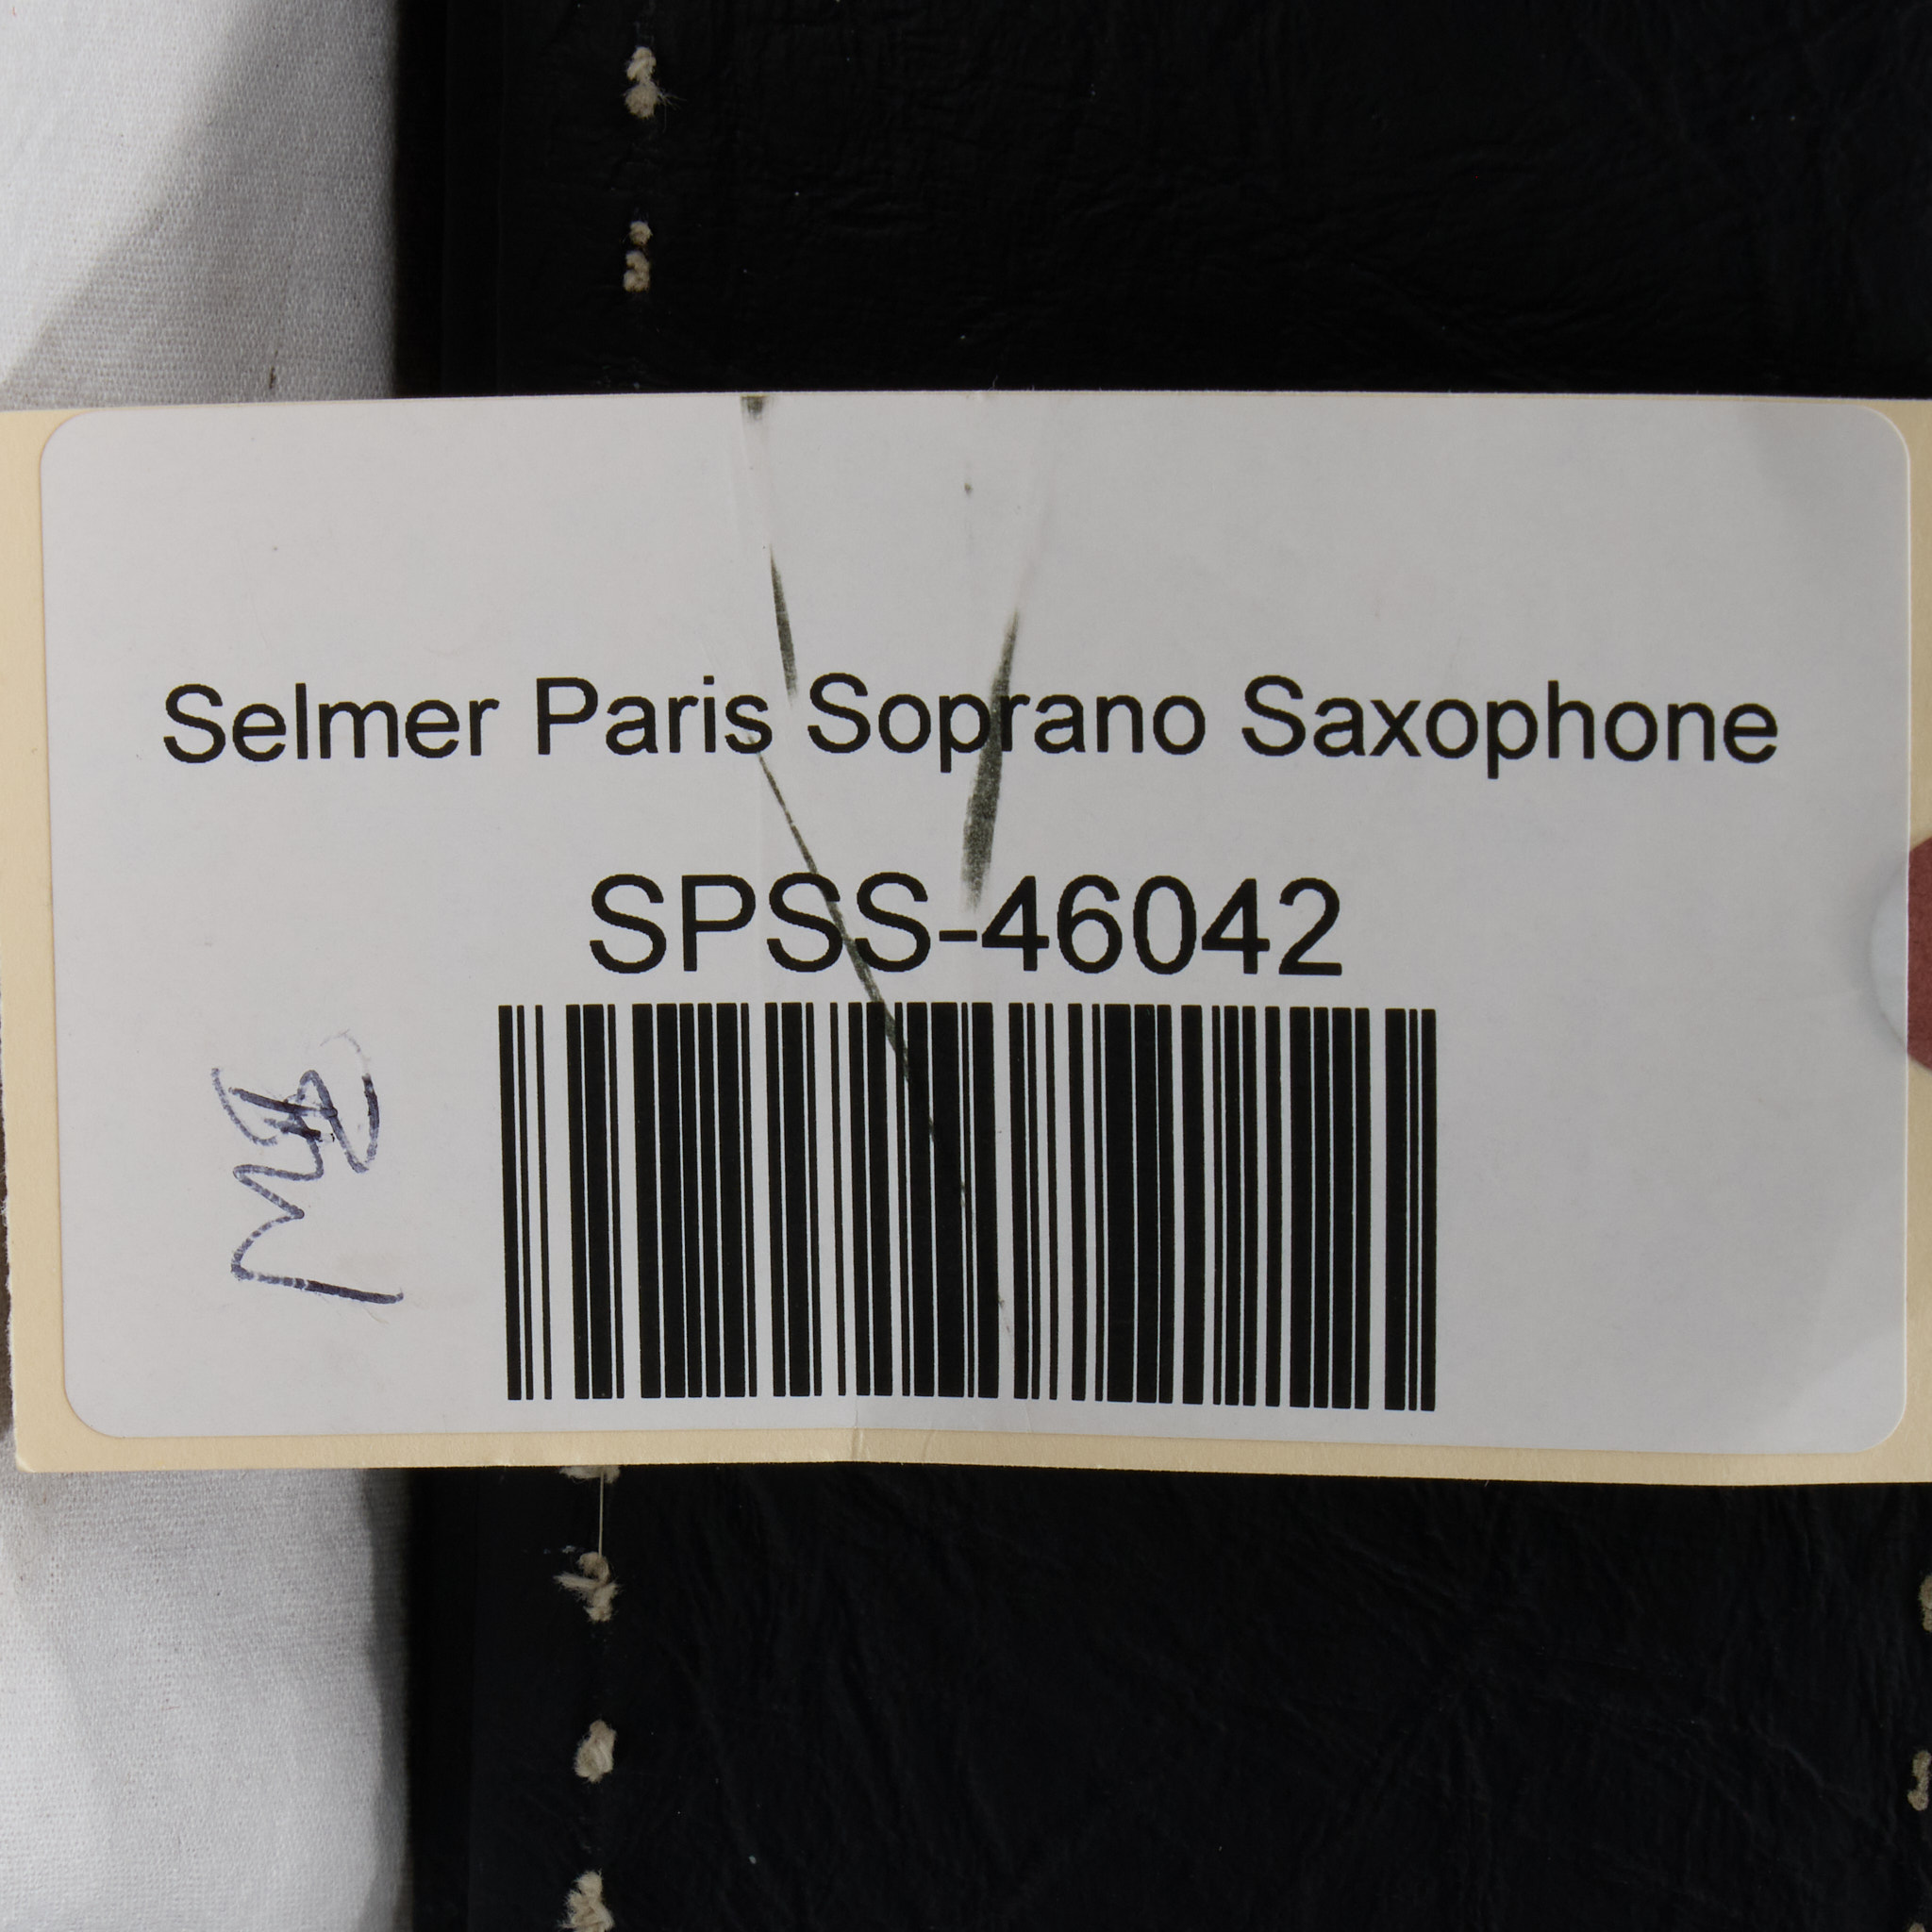 Selmer Paris Soprano Saxophone
SPSS-46042